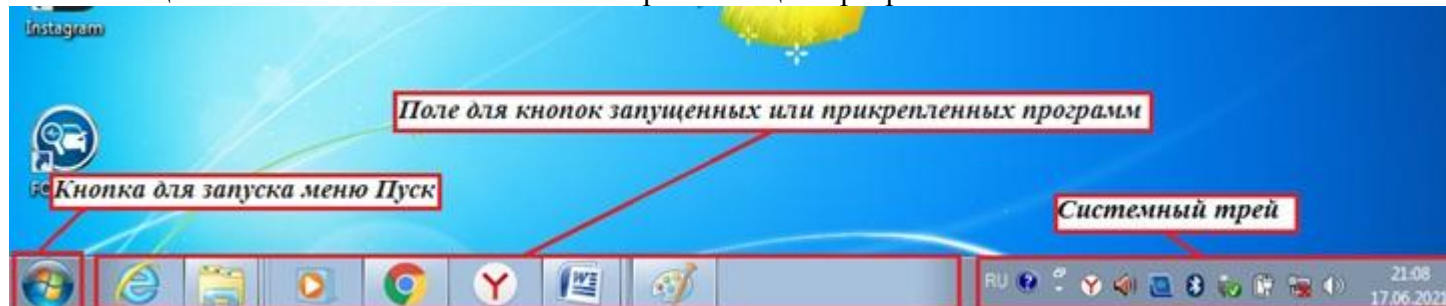 Instagram
Поле для кнопок запущенных или прикрепленных программ
Кнопка для запуска меню Пуск
Системный трей
RU
21:08